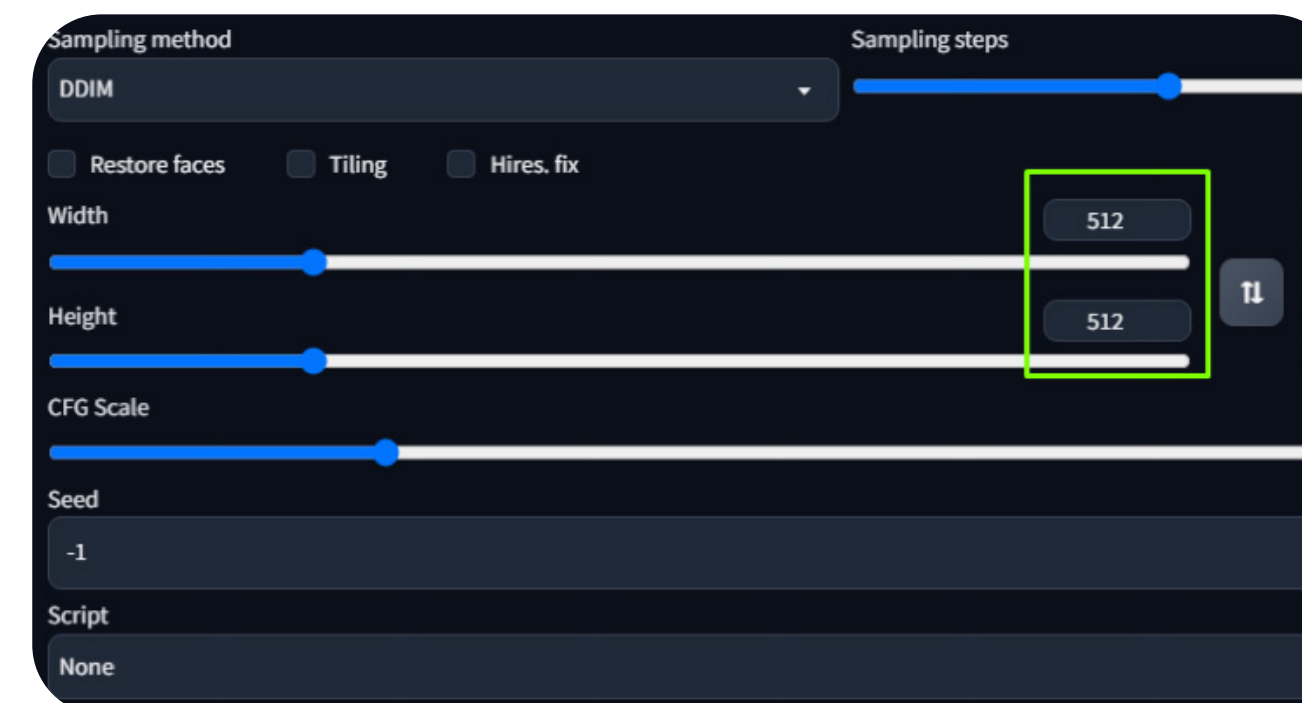 Sampling method
Sampling steps
DDIM
Restore faces
Tiling
Hires. fix
Width
512
Height
512
CFG Scale
Seed
-1
Script
None